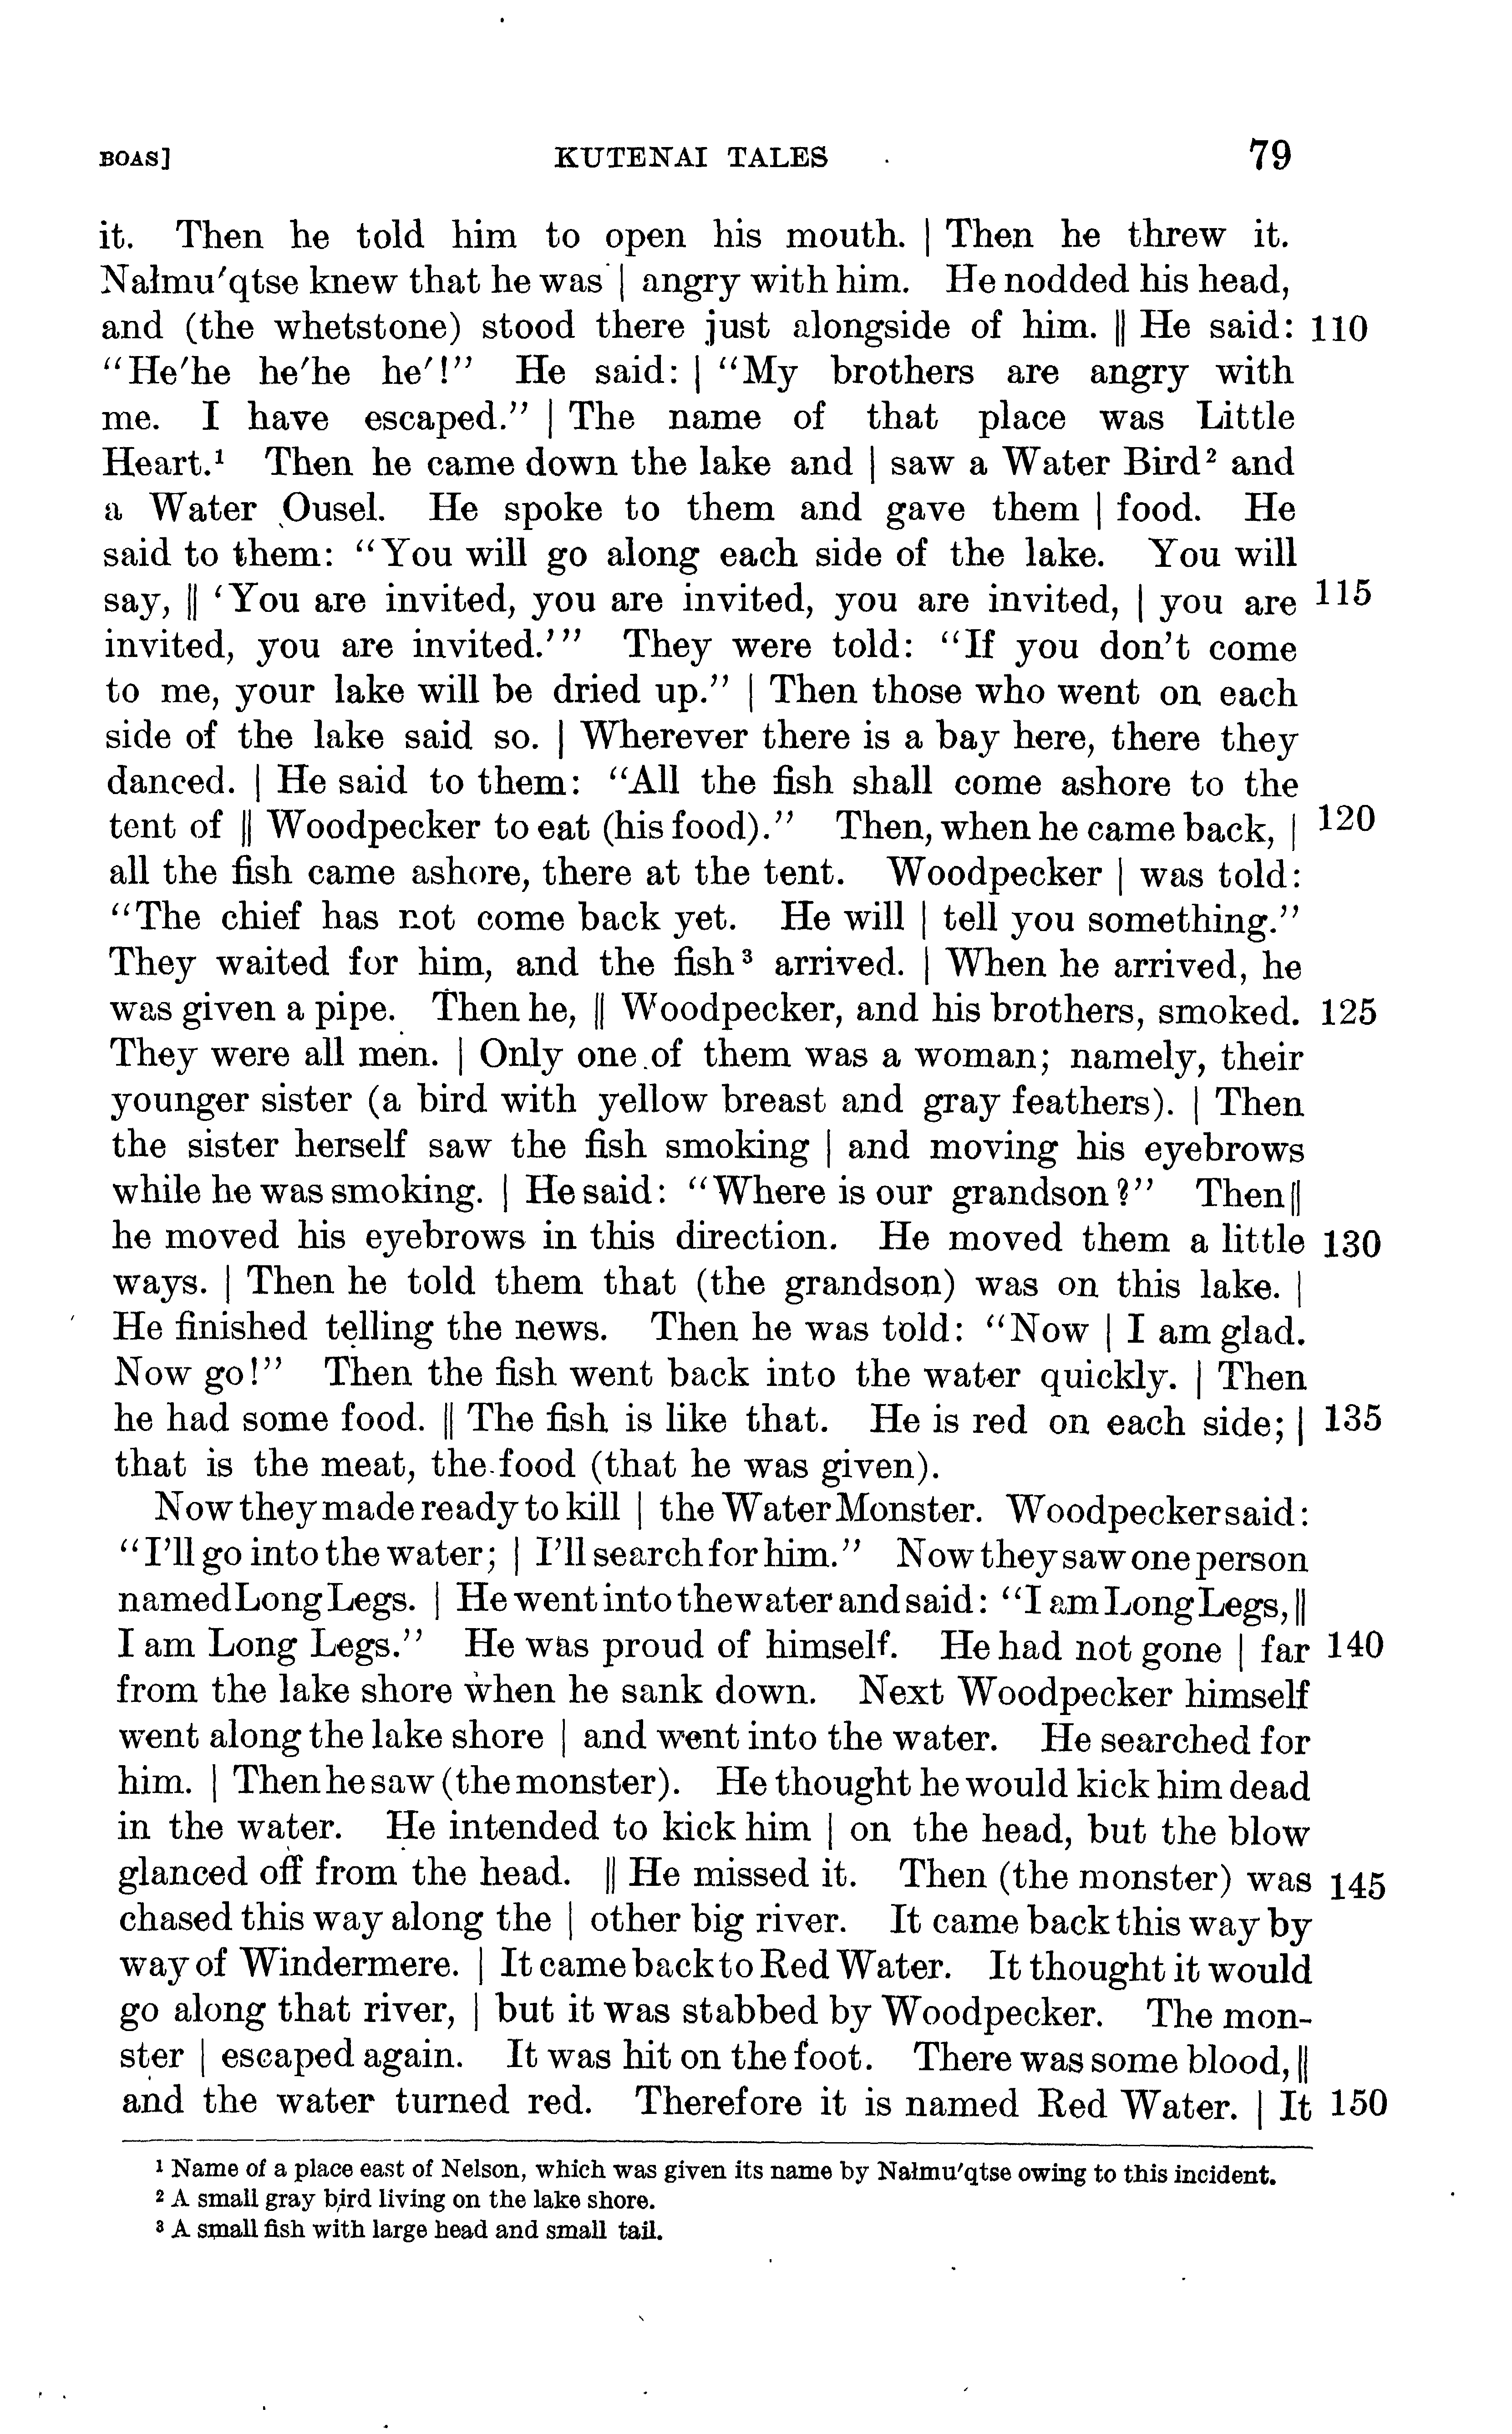 BOAS] KUTENAI TALES 79
it. Then he told him to open his mouth. | Then he threw it.
Nałmu′qtse knew that he was | angry with him. He nodded his head,
and (the whetstone) stood there just alongside of him. || He said: 110
“He′he he′he he′!” He said: | “My brothers are angry with
me. I have escaped.” | The name of that place was Little
Heart.¹ Then he came down the lake and | saw a Water Bird² and
a Water Ousel. He spoke to them and gave them | food. He
said to them: “You will go along each side of the lake. You will
say, || ‘You are invited, you are invited, you are invited, | you are 115
invited, you are invited.’” They were told: “If you don’t come
to me, your lake will be dried up.” | Then those who went on each
side of the lake said so. | Wherever there is a bay here, there they
danced. | He said to them: “All the fish shall come ashore to the
tent of || Woodpecker to eat (his food).” Then, when he came back, | 120
all the fish came ashore, there at the tent. Woodpecker | was told:
“The chief has not come back yet. He will | tell you something.”
They waited for him, and the fish³ arrived. | When he arrived, he
was given a pipe. Then he, || Woodpecker, and his brothers, smoked. 125
They were all men. | Only one of them was a woman; namely, their
younger sister (a bird with yellow breast and gray feathers). | Then
the sister herself saw the fish smoking | and moving his eyebrows
while he was smoking. | He said: “Where is our grandson?” Then ||
he moved his eyebrows in this direction. He moved them a little 130
ways. | Then he told them that (the grandson) was on this lake. |
He finished telling the news. Then he was told: “Now | I am glad.
Now go!” Then the fish went back into the water quickly. | Then
he had some food. || The fish is like that. He is red on each side; | 135
that is the meat, the food (that he was given).
Now they made ready to kill | the Water Monster. Woodpecker said:
“I’ll go into the water; | I’ll search for him.” Now they saw one person
named Long Legs. | He went into the water and said: “I am Long Legs, ||
I am Long Legs.” He was proud of himself. He had not gone | far 140
from the lake shore when he sank down. Next Woodpecker himself
went along the lake shore | and went into the water. He searched for
him. | Then he saw (the monster). He thought he would kick him dead
in the water. He intended to kick him | on the head, but the blow
glanced off from the head. || He missed it. Then (the monster) was 145
chased this way along the | other big river. It came back this way by
way of Windermere. | It came back to Red Water. It thought it would
go along that river, | but it was stabbed by Woodpecker. The mon-
ster | escaped again. It was hit on the foot. There was some blood, ||
and the water turned red. Therefore it is named Red Water. | It 150
¹ Name of a place east of Nelson, which was given its name by Nałmu′qtse owing to this incident.
² A small gray bird living on the lake shore.
³ A small fish with large head and small tail.